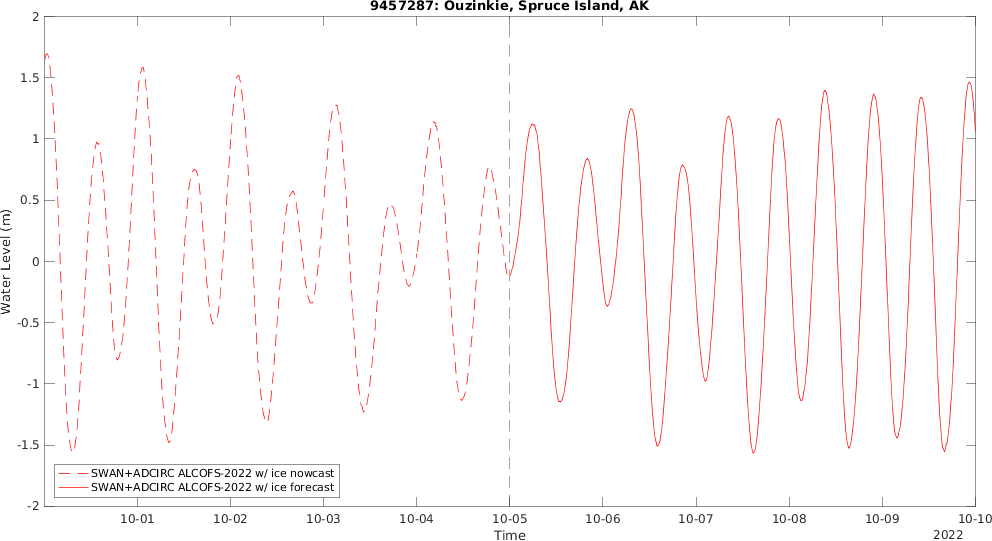 9457287: Ouzinkie, Spruce Island, AK
2
1.5
1
0.5
0
-0.5
-1
-1.5
-2
Water Level (m)
SWAN+ADCIRC ALCOFS-2022 w/ ice nowcast
SWAN+ADCIRC ALCOFS-2022 w/ ice forecast
10-01 10-02 10-03 10-04 10-05 10-06 10-07 10-08 10-09 10-10
Time
2022